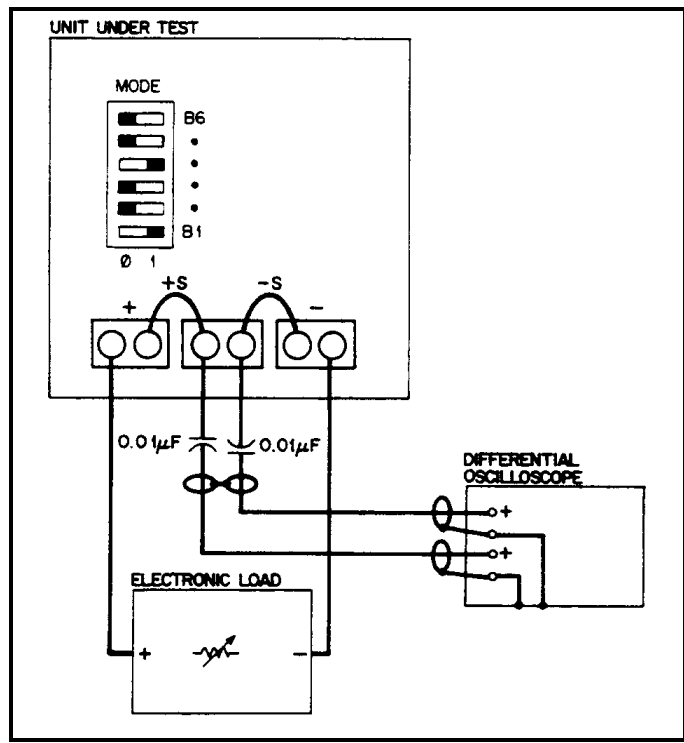 UNIT UNDER TEST
MODE
B6
B1
Ø 1
+S -S
+ -
0.01µF 0.01µF
DIFFERENTIAL
OSCILLOSCOPE
+
+
ELECTRONIC LOAD
+ -